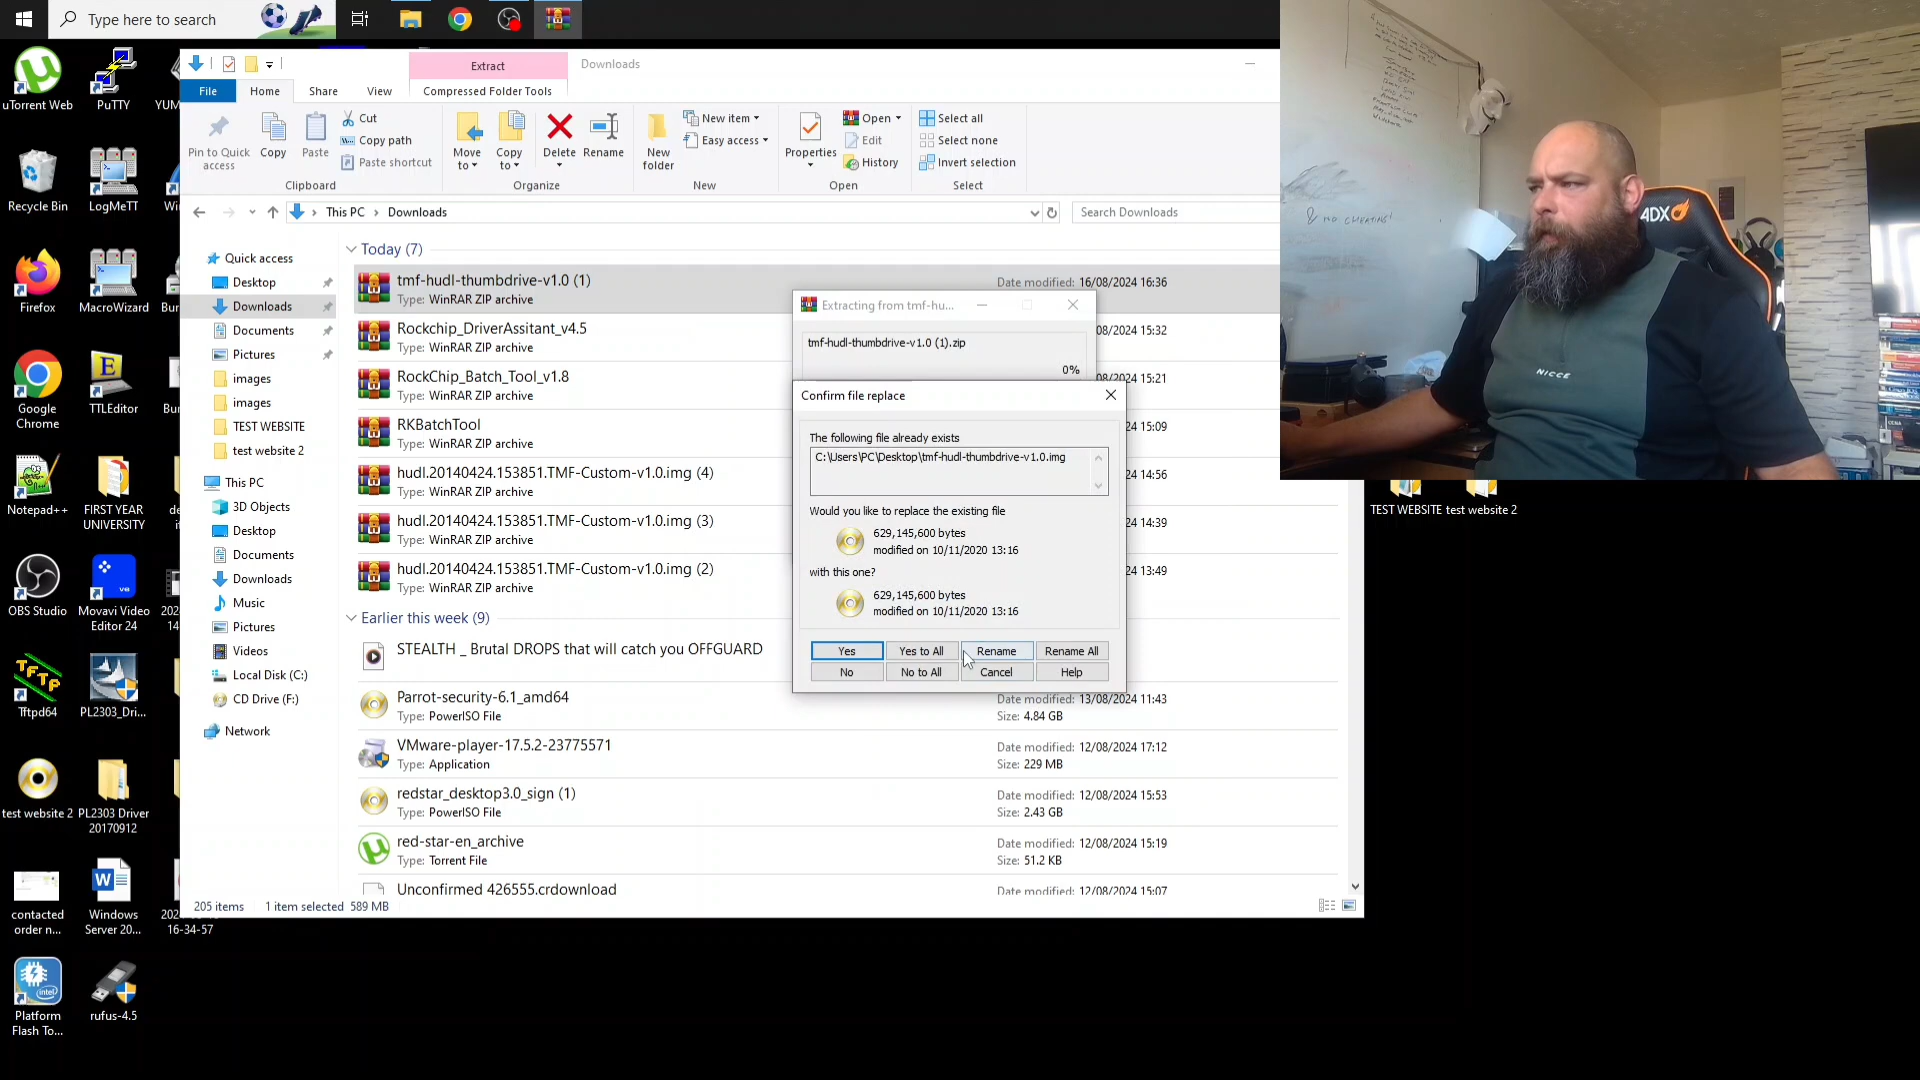 Type here to search
Extract
Downloads
File
Home
Share
View
Compressed Folder Tools
Pin to Quick access
Copy
Paste
Cut
Copy path
Paste shortcut
Clipboard
Move to
Copy to
Delete
Rename
Organize
New folder
New item
Easy access
New
Properties
Open
Edit
History
Open
Select all
Select none
Invert selection
Select
This PC
Downloads
Search Downloads
Quick access
Desktop
Downloads
Documents
Pictures
images
images
TEST WEBSITE
test website 2
This PC
3D Objects
Desktop
Documents
Downloads
Music
Pictures
Videos
Local Disk (C:)
CD Drive (F:)
Network
Today (7)
tmf-hudl-thumbdrive-v1.0 (1)
Type: WinRAR ZIP archive
Date modified: 16/08/2024 16:36
Rockchip_DriverAssitant_v4.5
Type: WinRAR ZIP archive
08/2024 15:32
RockChip_Batch_Tool_v1.8
Type: WinRAR ZIP archive
08/2024 15:21
RKBatchTool
Type: WinRAR ZIP archive
08/2024 15:09
hudl.20140424.153851.TMF-Custom-v1.0.img (4)
Type: WinRAR ZIP archive
08/2024 14:56
hudl.20140424.153851.TMF-Custom-v1.0.img (3)
Type: WinRAR ZIP archive
08/2024 14:39
hudl.20140424.153851.TMF-Custom-v1.0.img (2)
Type: WinRAR ZIP archive
08/2024 13:49
Earlier this week (9)
STEALTH _ Brutal DROPS that will catch you OFFGUARD
Parrot-security-6.1_amd64
Type: PowerISO File
Date modified: 13/08/2024 11:43
Size: 4.84 GB
VMware-player-17.5.2-23775571
Type: Application
Date modified: 12/08/2024 17:12
Size: 229 MB
redstar_desktop3.0_sign (1)
Type: PowerISO File
Date modified: 12/08/2024 15:53
Size: 2.43 GB
red-star-en_archive
Type: Torrent File
Date modified: 12/08/2024 15:19
Size: 51.2 KB
Unconfirmed 426555.crdownload
Date modified: 12/08/2024 15:07
205 items
1 item selected 589 MB
Extracting from tmf-hu...
tmf-hudl-thumbdrive-v1.0 (1).zip
0%
Confirm file replace
The following file already exists
C:\Users\PC\Desktop\tmf-hudl-thumbdrive-v1.0.img
Would you like to replace the existing file
629,145,600 bytes
modified on 10/11/2020 13:16
with this one?
629,145,600 bytes
modified on 10/11/2020 13:16
Yes
Yes to All
Rename
Rename All
No
No to All
Cancel
Help
uTorrent Web
PuTTY
YUM
Recycle Bin
LogMeTT
Wi
Firefox
MacroWizard
Bur
Google Chrome
TTLEditor
Bur
Notepad++
FIRST YEAR UNIVERSITY
de
it
OBS Studio
Movavi Video Editor 24
202
14
Tftpd64
PL2303_Dri...
test website 2
PL2303 Driver 20170912
contacted order n...
Windows Server 20...
16-34-57
Platform Flash To...
rufus-4.5
intel
TEST WEBSITE
test website 2
& NO CHEATING!
ADX
NICCE